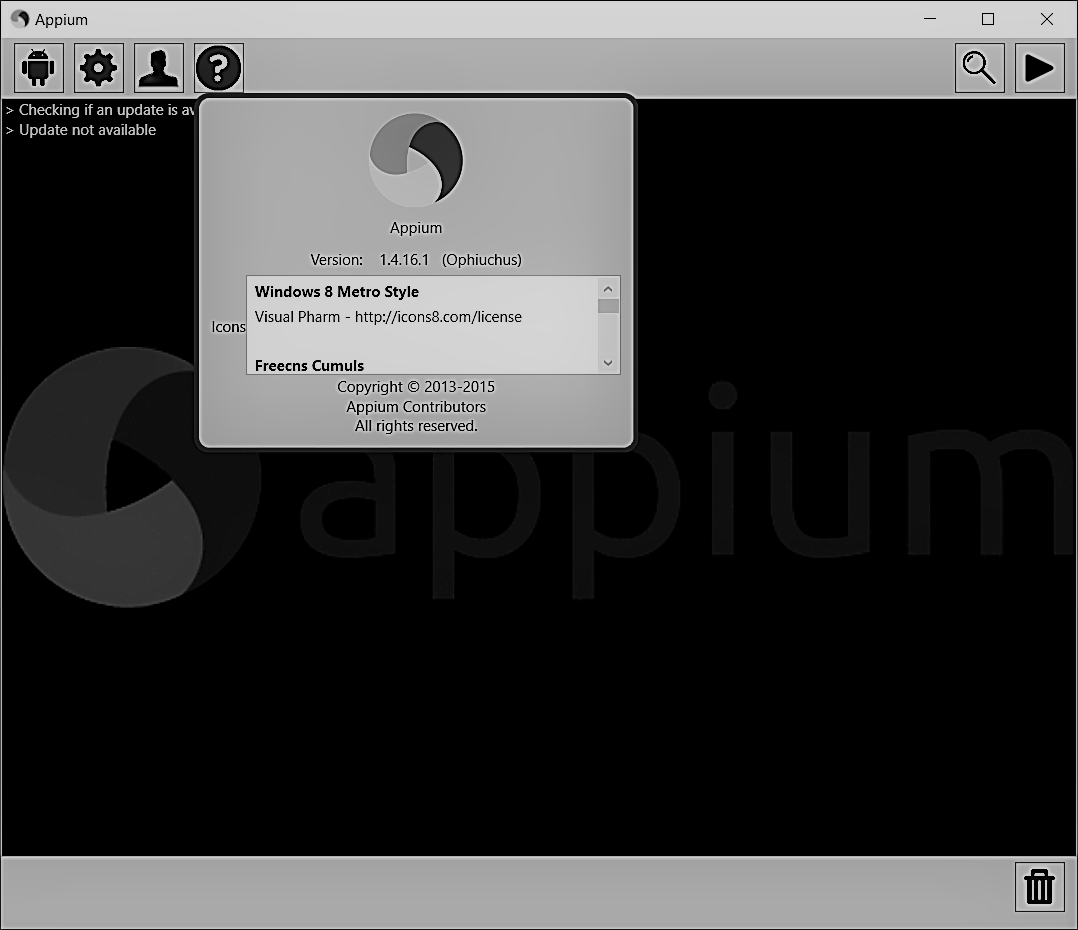 Appium
> Checking if an update is av
> Update not available
Appium
Version: 1.4.16.1 (Ophiuchus)
Icons
Windows 8 Metro Style
Visual Pharm - http://icons8.com/license
Freecns Cumuls
Copyright © 2013-2015
Appium Contributors
All rights reserved.
appium